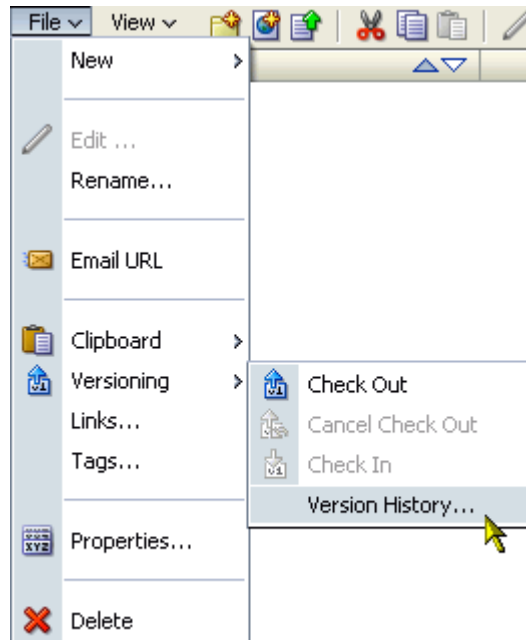 File View
New
Edit ...
Rename...
Email URL
Clipboard
Versioning
Check Out
Links...
Cancel Check Out
Tags...
Check In
Version History...
Properties...
Delete